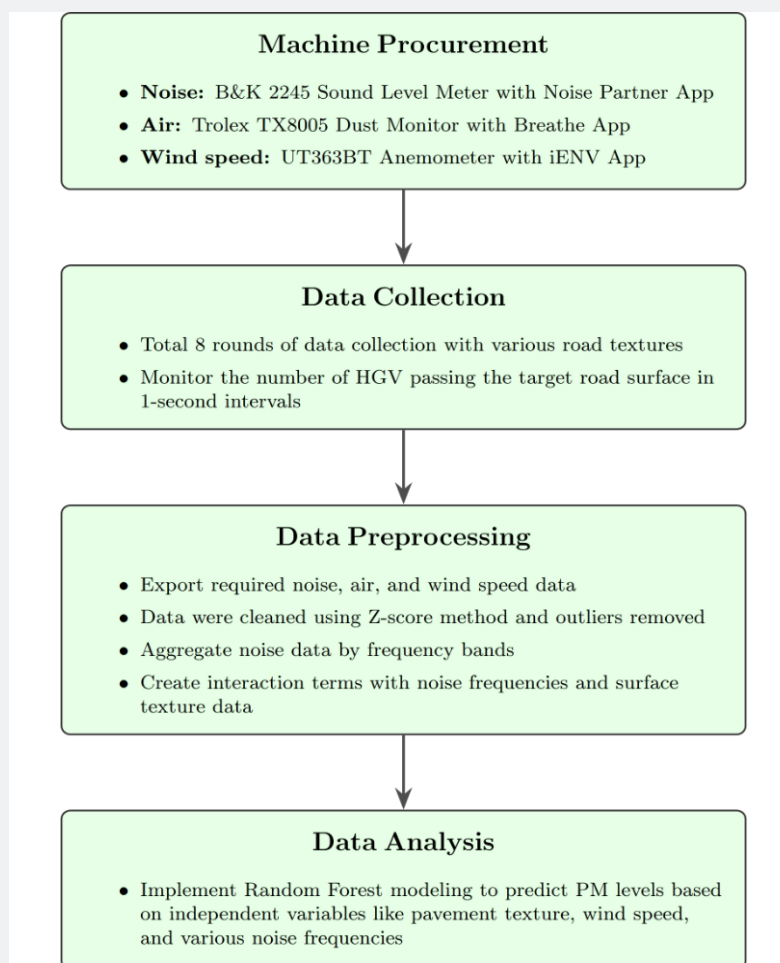 Machine Procurement
• Noise: B&K 2245 Sound Level Meter with Noise Partner App
• Air: Trolex TX8005 Dust Monitor with Breathe App
• Wind speed: UT363BT Anemometer with iENV App
Data Collection
• Total 8 rounds of data collection with various road textures
• Monitor the number of HGV passing the target road surface in
1-second intervals
Data Preprocessing
• Export required noise, air, and wind speed data
• Data were cleaned using Z-score method and outliers removed
• Aggregate noise data by frequency bands
• Create interaction terms with noise frequencies and surface
texture data
Data Analysis
• Implement Random Forest modeling to predict PM levels based
on independent variables like pavement texture, wind speed,
and various noise frequencies